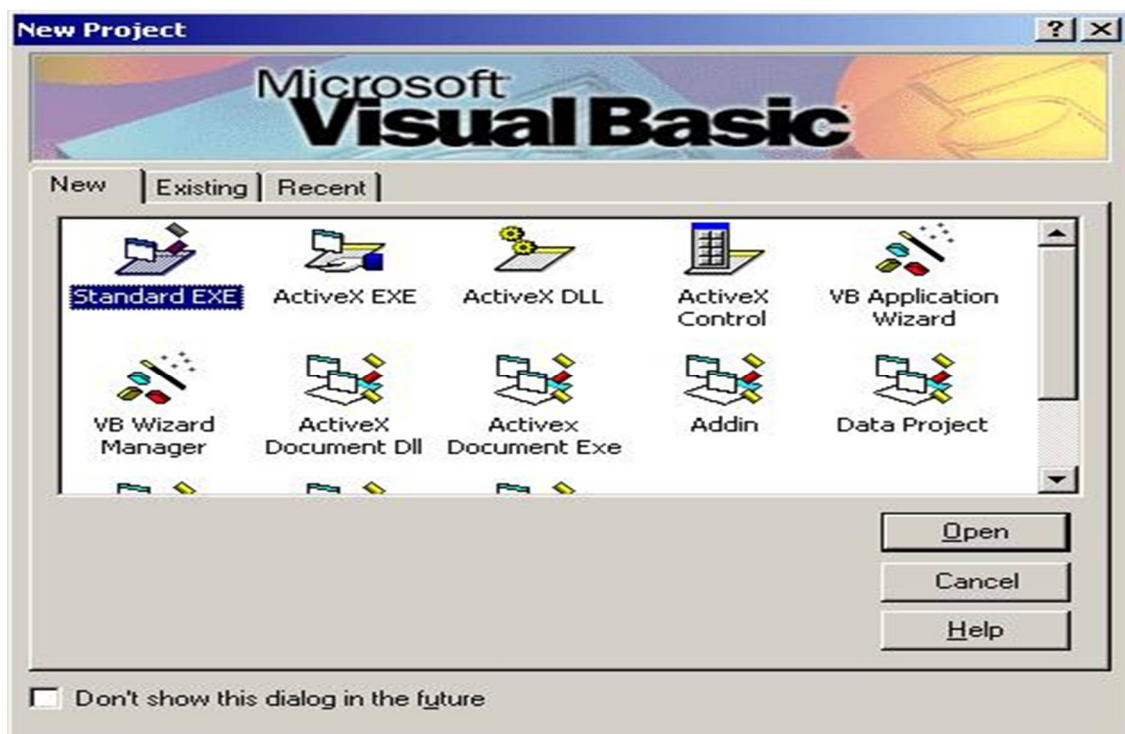 New Project
Microsoft
Visual Basic
New Existing Recent
Standard EXE ActiveX EXE ActiveX DLL ActiveX Control VB Application Wizard
VB Wizard Manager ActiveX Document Dll Activex Document Exe Addin Data Project
Open
Cancel
Help
Don't show this dialog in the future